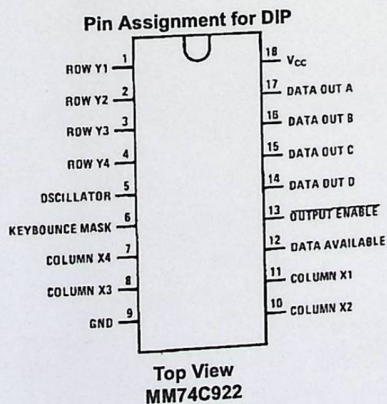 Pin Assignment for DIP
ROW Y1 1
ROW Y2 2
ROW Y3 3
ROW Y4 4
OSCILLATOR 5
KEYBOUNCE MASK 6
COLUMN X4 7
COLUMN X3 8
GND 9
18 VCC
17 DATA OUT A
16 DATA OUT B
15 DATA OUT C
14 DATA OUT D
13 OUTPUT ENABLE
12 DATA AVAILABLE
11 COLUMN X1
10 COLUMN X2
Top View
MM74C922